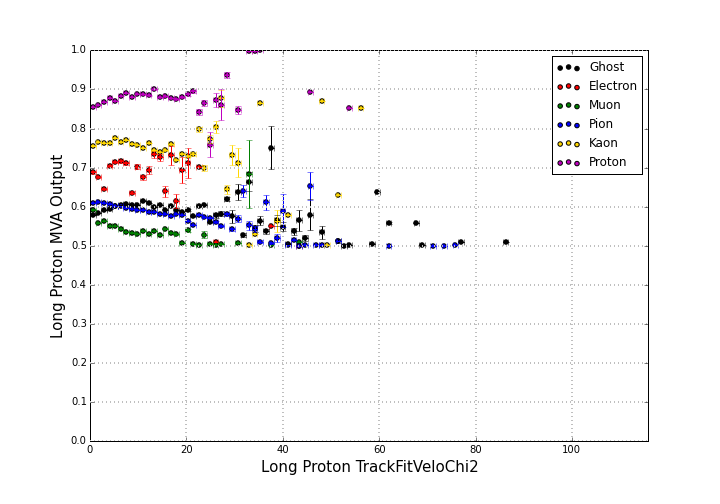 1.0
0.9
0.8
0.7
0.6
0.5
0.4
0.3
0.2
0.1
0.0
Long Proton MVA Output
Ghost
Electron
Muon
Pion
Kaon
Proton
0 20 40 60 80 100
Long Proton TrackFitVeloChi2